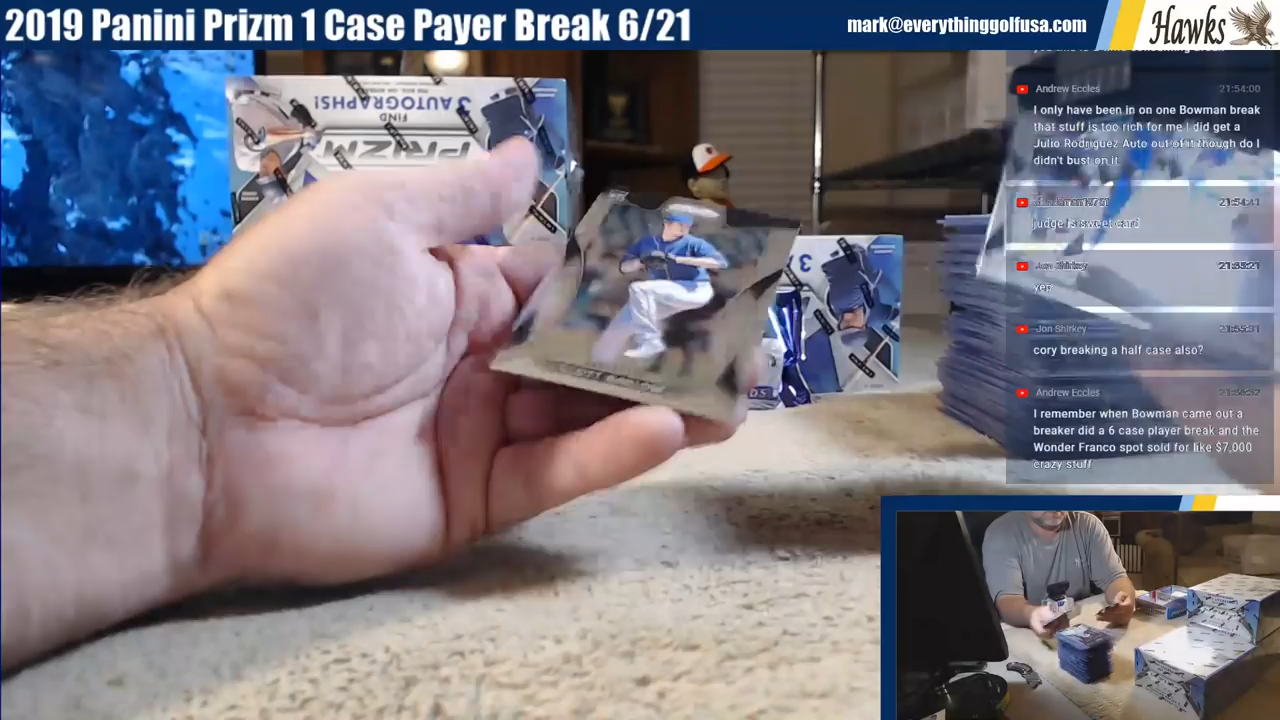 2019 Panini Prizm 1 Case Payer Break 6/21
mark@everythinggolfusa.com
Hawks
FIND
3 AUTOGRAPHS!
PRIZM
Andrew Eccles 21:54:00
I only have been in on one Bowman break
that stuff is too rich for me I did get a
Julio Rodriguez Auto out of it though do I
didn't bust on it
21:54:41
judge is sweet card
Jon Shirkey 21:55:21
yep
Jon Shirkey 21:55:31
cory breaking a half case also?
Andrew Eccles
I remember when Bowman came out a
breaker did a 6 case player break and the
Wonder Franco spot sold for like $7,000
crazy stuff